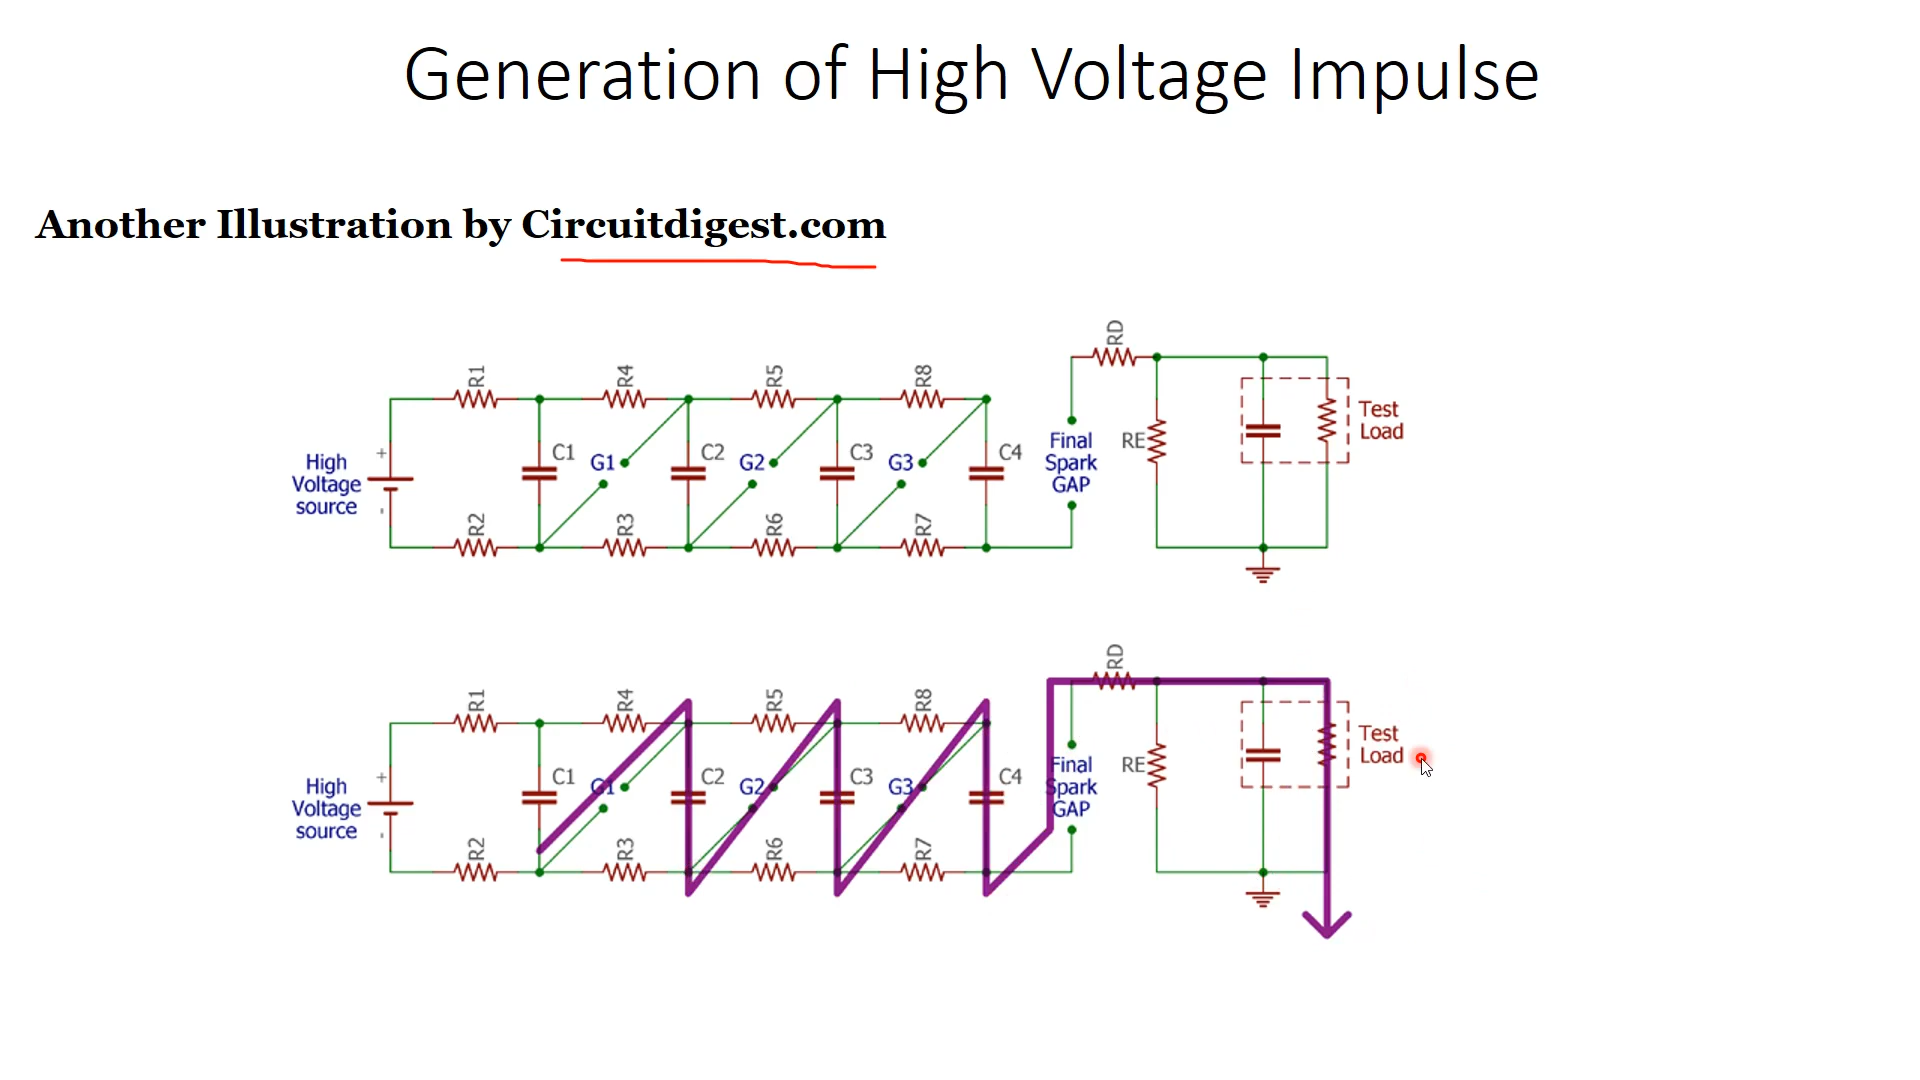 Generation of High Voltage Impulse
Another Illustration by Circuitdigest.com
RD
R1 R4 R5 R8
Test
Load
C1 C2 C3 C4
G1 G2 G3
Final
Spark
GAP
RE
High
Voltage
source
+
-
R2 R3 R6 R7
RD
R1 R4 R5 R8
Test
Load
C1 C2 C3 C4
G1 G2 G3
Final
Spark
GAP
RE
High
Voltage
source
+
-
R2 R3 R6 R7